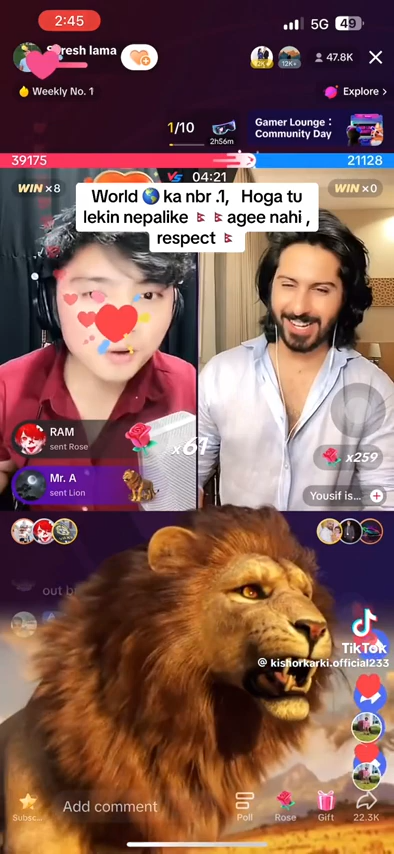 2:45
5G 49
Suresh lama
12K+
47.8K
Weekly No. 1
Explore >
1/10
2h56m
Gamer Lounge :
Community Day
39175
21128
WIN x8
VS 04:21
WIN x0
World 🌎 ka nbr .1, Hoga tu
lekin nepalike 🇳🇵 🇳🇵 agee nahi ,
respect 🇳🇵
RAM
sent Rose
x61
Mr. A
sent Lion
x259
Yousif is...
TikTok
@ kishorkarki.official233
Subsc...
Add comment
Poll
Rose
Gift
22.3K